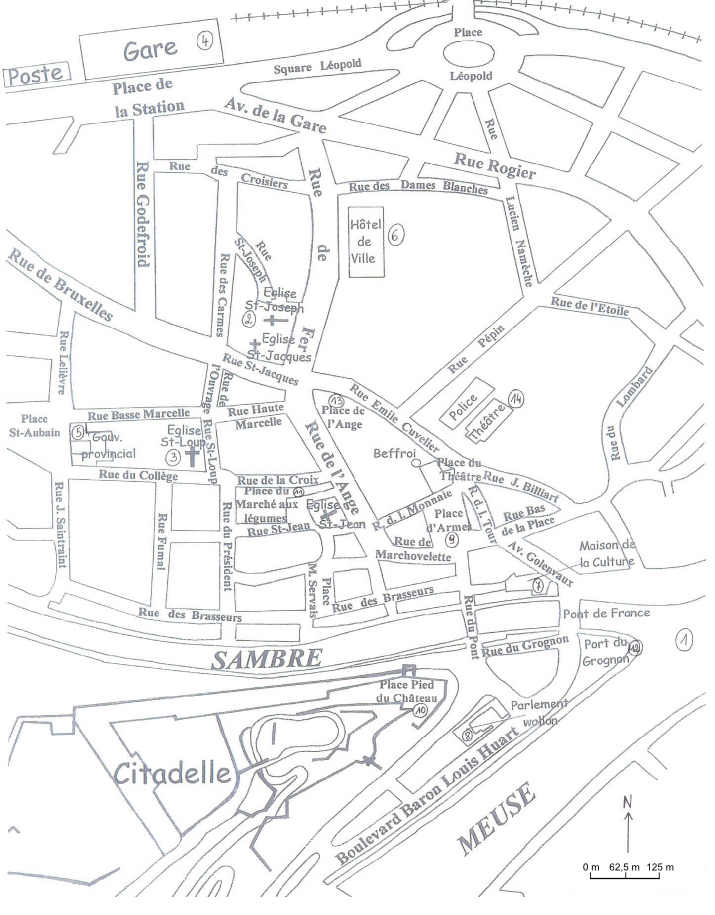 Place
Gare
4
Poste
Square Léopold
Léopold
Place de
la Station
Av. de la Gare
Rue
Rue Rogier
Rue des Croisiers
Rue des Dames Blanches
Rue de Fer
Rue Godefroid
Lucien Namèche
Hôtel
de
Ville
6
Rue
St-Joseph
Rue de Bruxelles
Rue des Carmes
Eglise
St-Joseph
2
Rue de l'Etoile
Eglise
St-Jacques
Rue Pépin
Rue Lelièvre
Rue St-Jacques
Rue de
l'Ouvrage
Rue Emile Cuvelier
Police
Théâtre
14
Rue du Lombard
13
Place de
l'Ange
Rue Basse Marcelle
Rue Haute
Marcelle
Place
St-Aubain
5
Gouv.
provincial
Eglise
St-Loup
3
Rue St-Loup
Rue de l'Ange
Beffroi
Place du
Théâtre
Rue J. Billiart
Rue du Collège
Rue de la Croix
Place du
11
Marché aux
légumes
Eglise
St-Jean
Rue St-Jean
R. d. l. Monnaie
Place
d'Armes
9
R. d. l. Tour
Rue Bas
de la Place
Rue J. Saintraint
Rue Fumal
Rue du Président
Rue de
Marchovelette
Av. Golenvaux
Maison de
la Culture
7
Place
M. Servais
Rue des Brasseurs
Rue des Brasseurs
Pont de France
Rue du Pont
Rue du Grognon
Port du
Grognon
12
1
SAMBRE
Place Pied
du Château
10
Parlement
wallon
8
Citadelle
Boulevard Baron Louis Huart
MEUSE
N
0 m 62,5 m 125 m